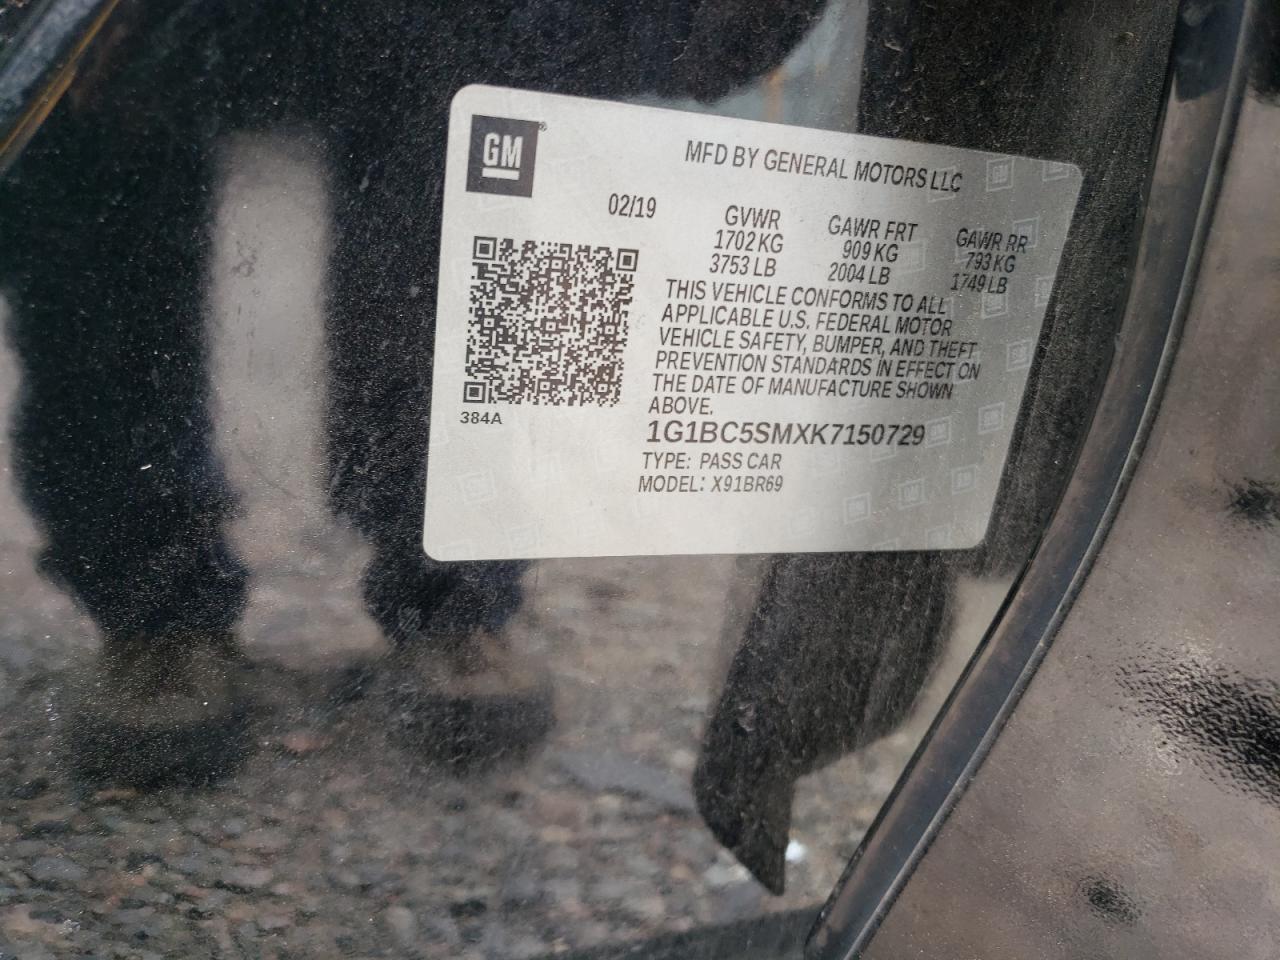 GM
MFD BY GENERAL MOTORS LLC
02/19
GVWR
1702 KG
3753 LB
GAWR FRT
909 KG
2004 LB
GAWR RR
793 KG
1749 LB
THIS VEHICLE CONFORMS TO ALL
APPLICABLE U.S. FEDERAL MOTOR
VEHICLE SAFETY, BUMPER, AND THEFT
PREVENTION STANDARDS IN EFFECT ON
THE DATE OF MANUFACTURE SHOWN
ABOVE.
384A
1G1BC5SMXK7150729
TYPE: PASS CAR
MODEL: X91BR69